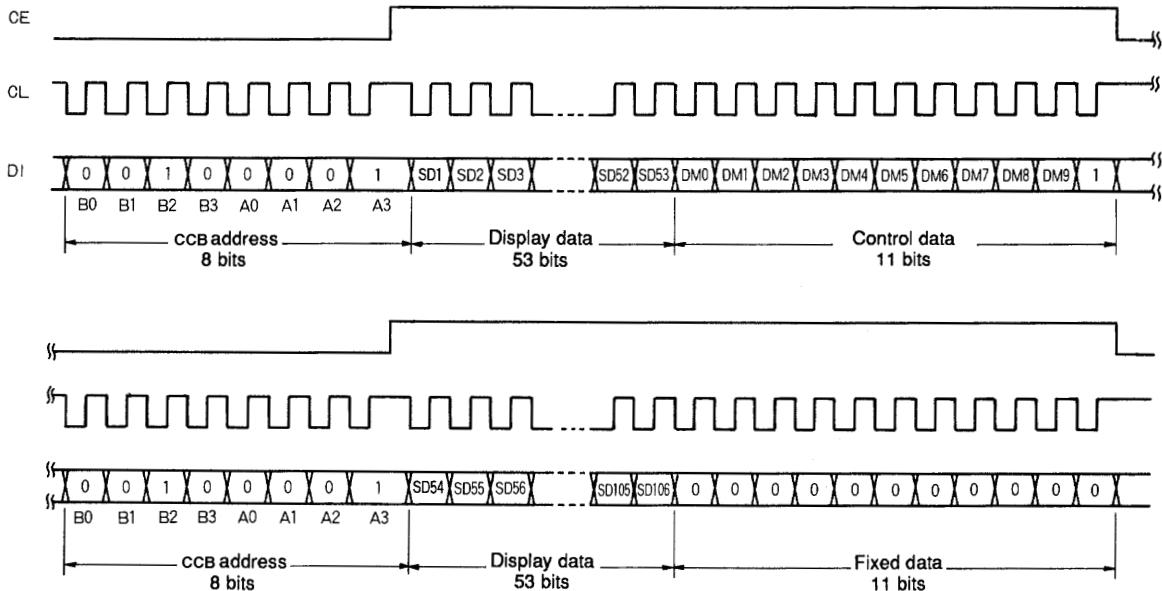 CE
CL
DI 0 0 1 0 0 0 0 1 SD1 SD2 SD3 SD52 SD53 DM0 DM1 DM2 DM3 DM4 DM5 DM6 DM7 DM8 DM9 1
B0 B1 B2 B3 A0 A1 A2 A3
CCB address Display data Control data
8 bits 53 bits 11 bits
0 0 1 0 0 0 0 1 SD54 SD55 SD56 SD105 SD106 0 0 0 0 0 0 0 0 0 0 0
B0 B1 B2 B3 A0 A1 A2 A3
CCB address Display data Fixed data
8 bits 53 bits 11 bits